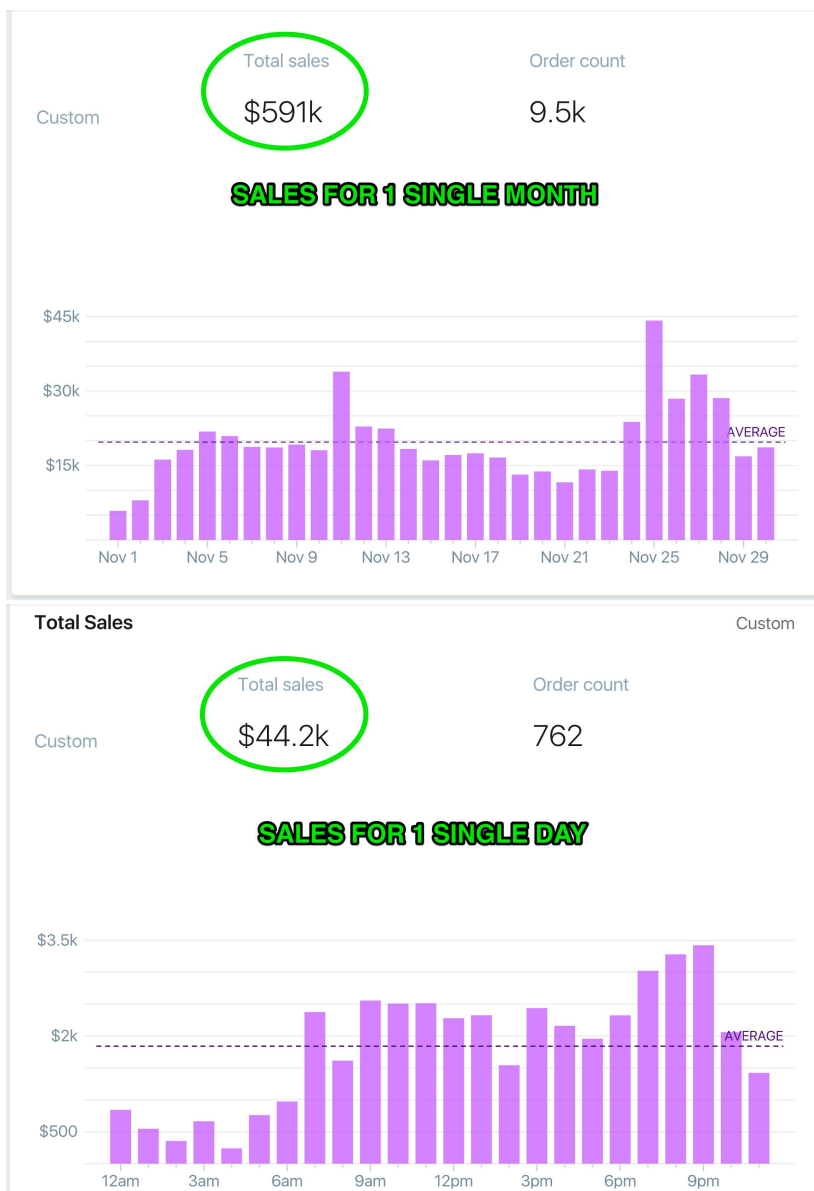 Total sales Order count
Custom $591k 9.5k
SALES FOR 1 SINGLE MONTH
$45k
$30k
AVERAGE
$15k
Nov 1 Nov 5 Nov 9 Nov 13 Nov 17 Nov 21 Nov 25 Nov 29
Total Sales Custom
Total sales Order count
Custom $44.2k 762
SALES FOR 1 SINGLE DAY
$3.5k
$2k AVERAGE
$500
12am 3am 6am 9am 12pm 3pm 6pm 9pm